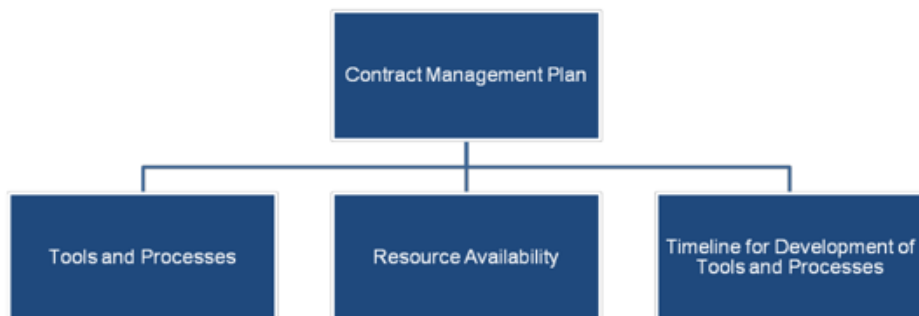 Contract Management Plan
Tools and Processes
Resource Availability
Timeline for Development of
Tools and Processes